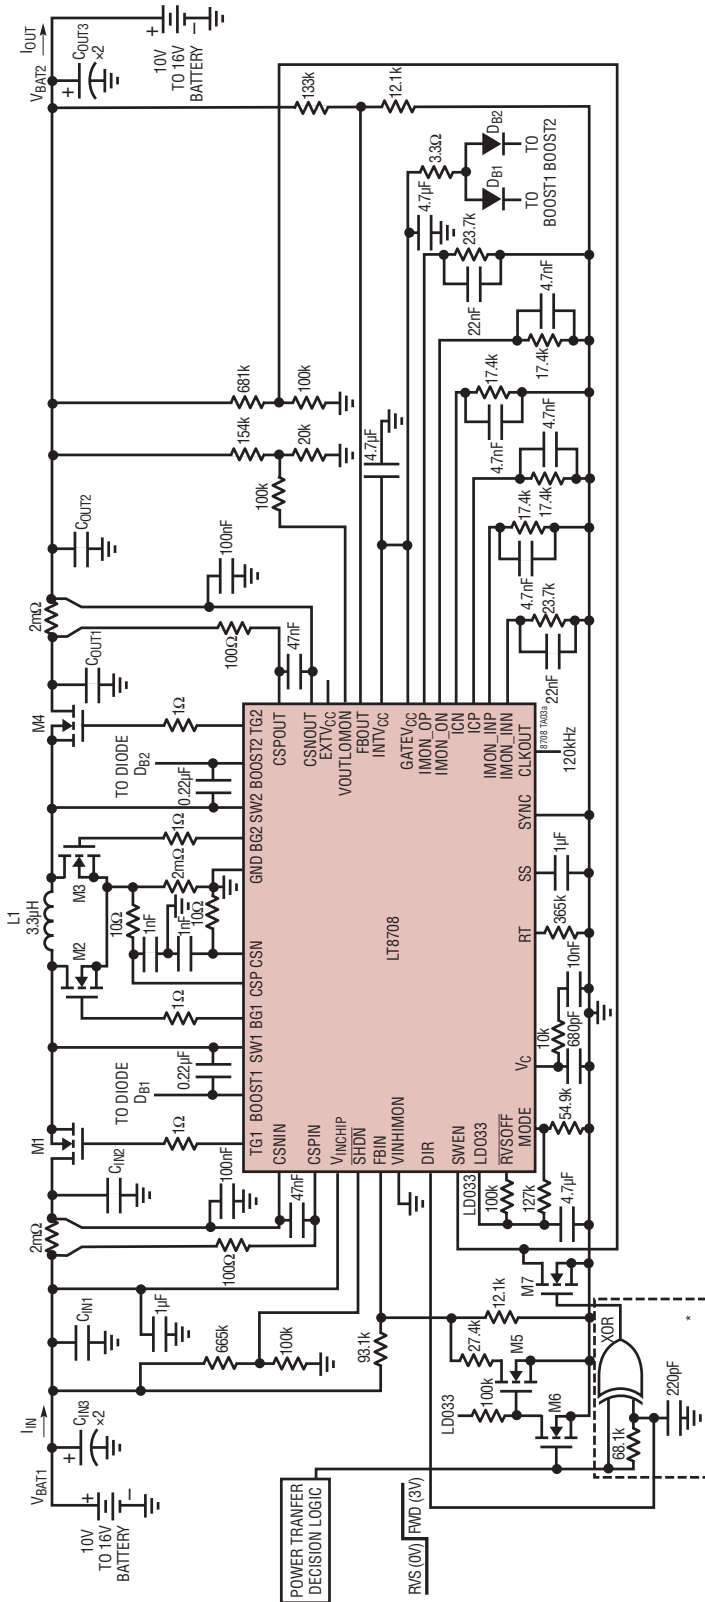 VBAT1
IIN
10V
TO 16V
BATTERY
+
–
+
CIN3
×2
CIN1
1µF
665k
100k
93.1k
2mΩ
100Ω
CIN2
100nF
47nF
M1
1Ω
TO DIODE
DB1
0.22µF
1Ω
M2
L1
3.3µH
M3
10Ω
1nF
1nF
10Ω
2mΩ
1Ω
0.22µF
TO DIODE
DB2
1Ω
M4
COUT1
2mΩ
100Ω
COUT2
100nF
47nF
154k
20k
100k
681k
100k
VBAT2
IOUT
+
COUT3
×2
+
–
10V
TO 16V
BATTERY
133k
12.1k
4.7µF
4.7µF
3.3Ω
DB1
DB2
TO
BOOST1
TO
BOOST2
TG1
BOOST1
SW1
BG1
CSP
CSN
GND
BG2
SW2
BOOST2
TG2
CSNIN
CSPIN
VINCHIP
SHDN
FBIN
VINHIMON
DIR
SWEN
LDO33
RVSOFF
MODE
VC
RT
SS
SYNC
CLKOUT
LT8708
CSPOUT
CSNOUT
EXTVCC
VOUTLOMON
FBOUT
INTVCC
GATEVCC
IMON_OP
IMON_ON
ICN
ICP
IMON_INP
IMON_INN
8708 TA03a
23.7k
22nF
17.4k
4.7nF
17.4k
4.7nF
17.4k
4.7nF
17.4k
4.7nF
23.7k
22nF
120kHz
1µF
365k
10nF
10k
680pF
54.9k
LDO33
100k
127k
4.7µF
12.1k
27.4k
M7
M5
LDO33
100k
M6
XOR
*
68.1k
220pF
POWER TRANFER
DECISION LOGIC
RVS (0V)
FWD (3V)